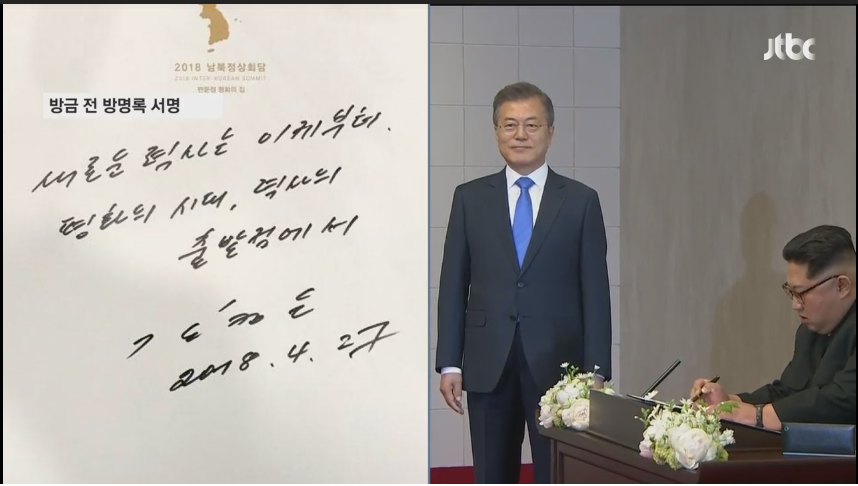 2018 남북정상회담
2018 INTER-KOREAN SUMMIT
판문점 평화의 집
방금 전 방명록 서명
새로운 력사는 이제부터.
평화의 시대, 력사의
출발점에서
김정은
2018. 4. 27
jtbc